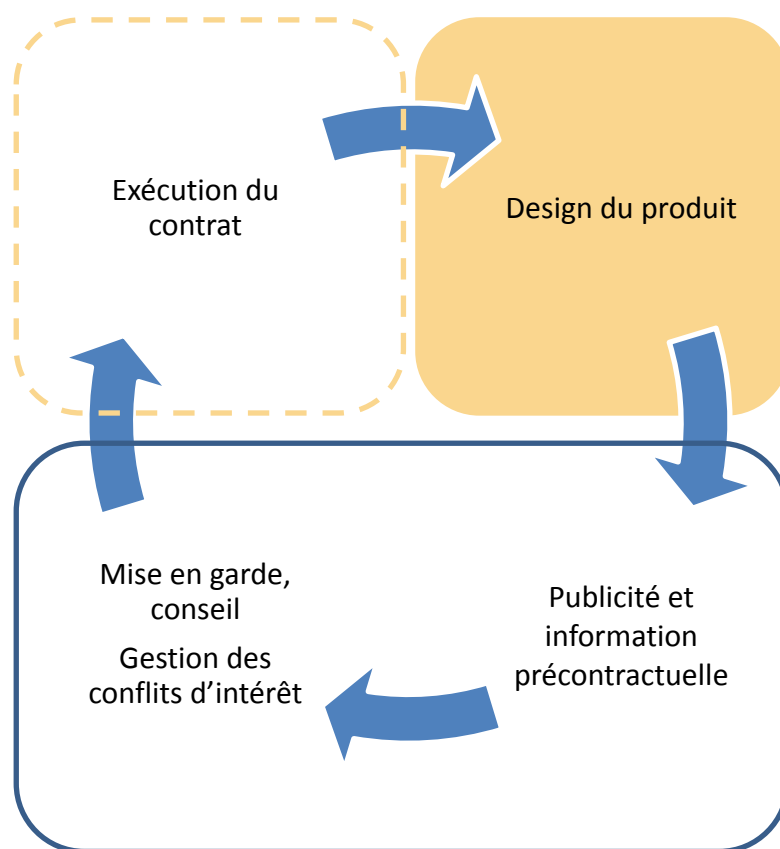 Exécution du
contrat
Design du produit
Mise en garde,
conseil
Gestion des
conflits d’intérêt
Publicité et
information
précontractuelle